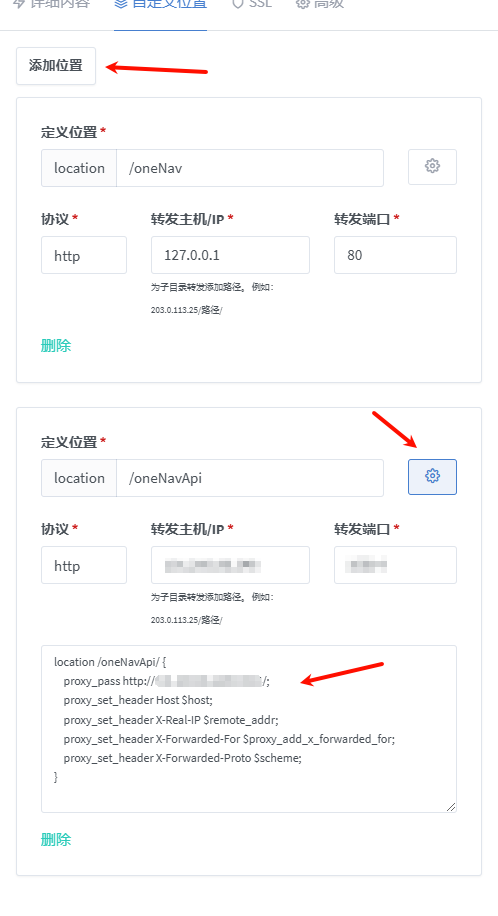 详细内容 自定义位置 SSL 高级
添加位置
定义位置 *
location /oneNav
协议 * 转发主机/IP * 转发端口 *
http 127.0.0.1 80
为子目录转发添加路径。 例如:
203.0.113.25/路径/
删除
定义位置 *
location /oneNavApi
协议 * 转发主机/IP * 转发端口 *
http
为子目录转发添加路径。 例如:
203.0.113.25/路径/
location /oneNavApi/ {
proxy_pass http:// /;
proxy_set_header Host $host;
proxy_set_header X-Real-IP $remote_addr;
proxy_set_header X-Forwarded-For $proxy_add_x_forwarded_for;
proxy_set_header X-Forwarded-Proto $scheme;
}
删除